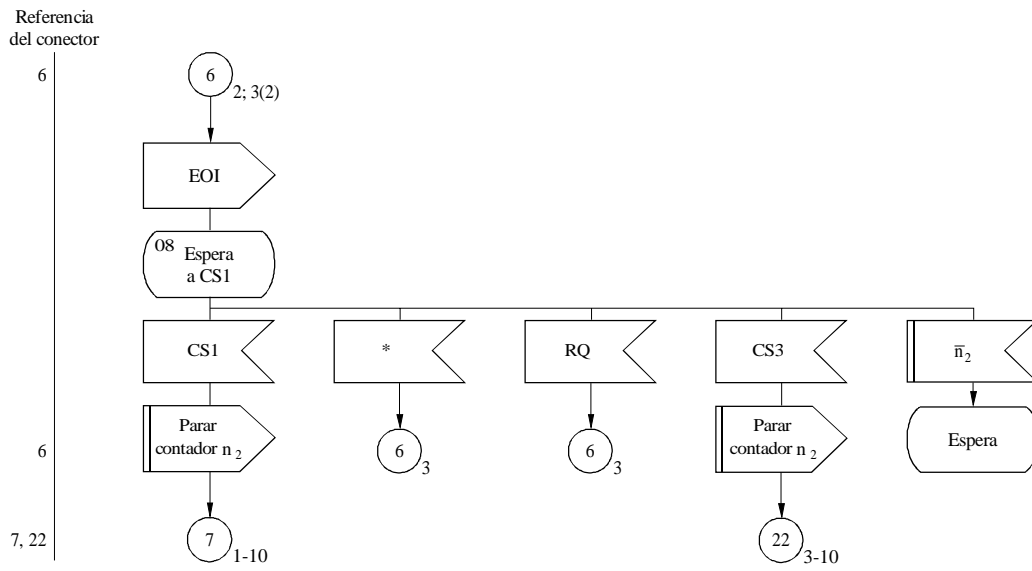 Referencia
del conector
6
6
2; 3(2)
EOI
08
Espera
a CS1
CS1
*
RQ
CS3
n̅2
Parar
contador n2
Parar
contador n2
Espera
6
6
3
6
3
7, 22
7
1-10
22
3-10